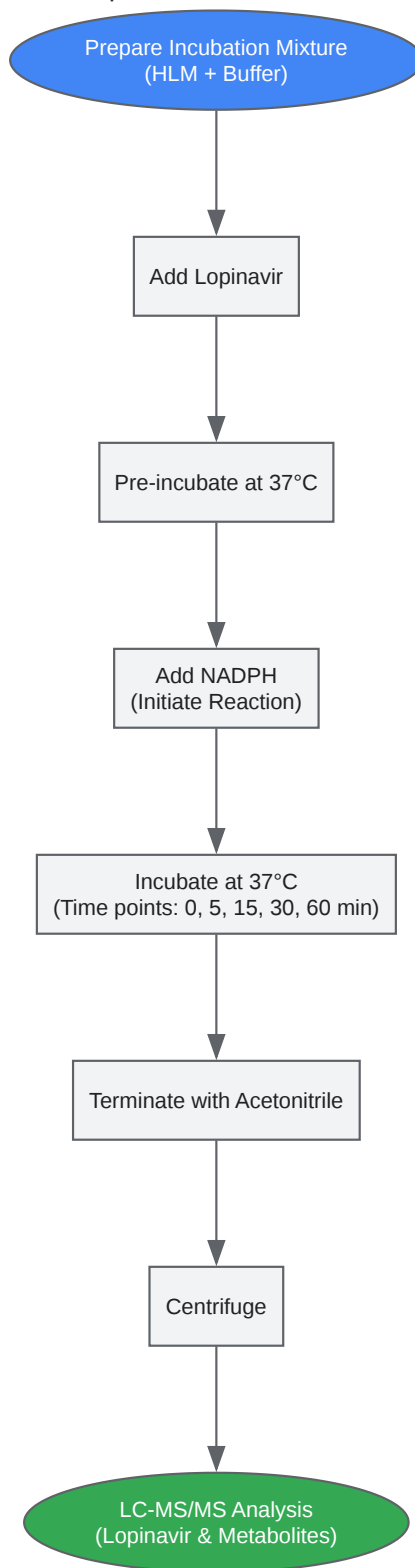 Prepare Incubation Mixture
(HLM + Buffer)
Add Lopinavir
Pre-incubate at 37°C
Add NADPH
(Initiate Reaction)
Incubate at 37°C
(Time points: 0, 5, 15, 30, 60 min)
Terminate with Acetonitrile
Centrifuge
LC-MS/MS Analysis
(Lopinavir & Metabolites)